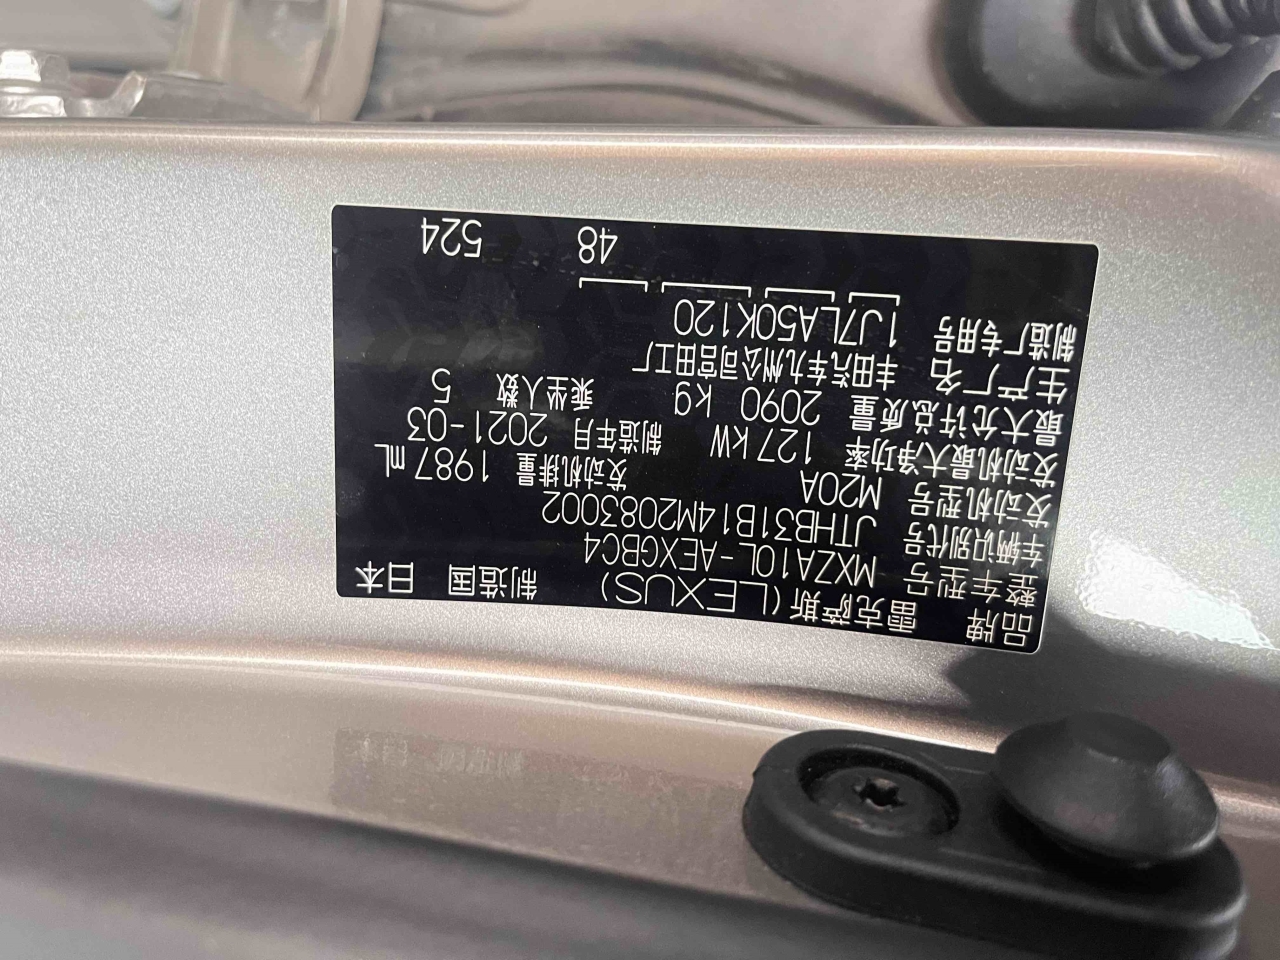 品牌 雷克萨斯(LEXUS) 制造国 日本
整车型号 MXZA10L-AEXGBC4
车辆识别代号 JTHB31B14M2083002
发动机型号 M20A 发动机排量 1987 mL
发动机最大净功率 127 kW 制造年月 2021-03
最大允许总质量 2090 kg 乘坐人数 5
生产厂名 丰田汽车九州公司宫田工厂
制造厂专用号 1J7LA50K120
48 524